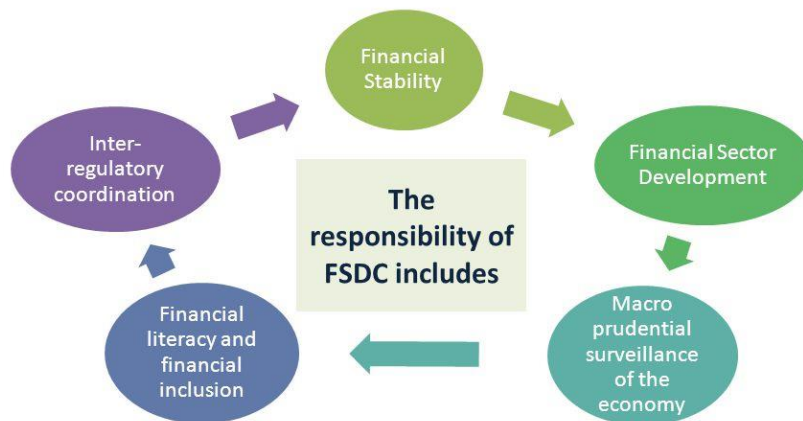 Financial
Stability
Financial Sector
Development
Macro
prudential
surveillance
of the
economy
Financial
literacy and
financial
inclusion
Inter-
regulatory
coordination
The
responsibility of
FSDC includes